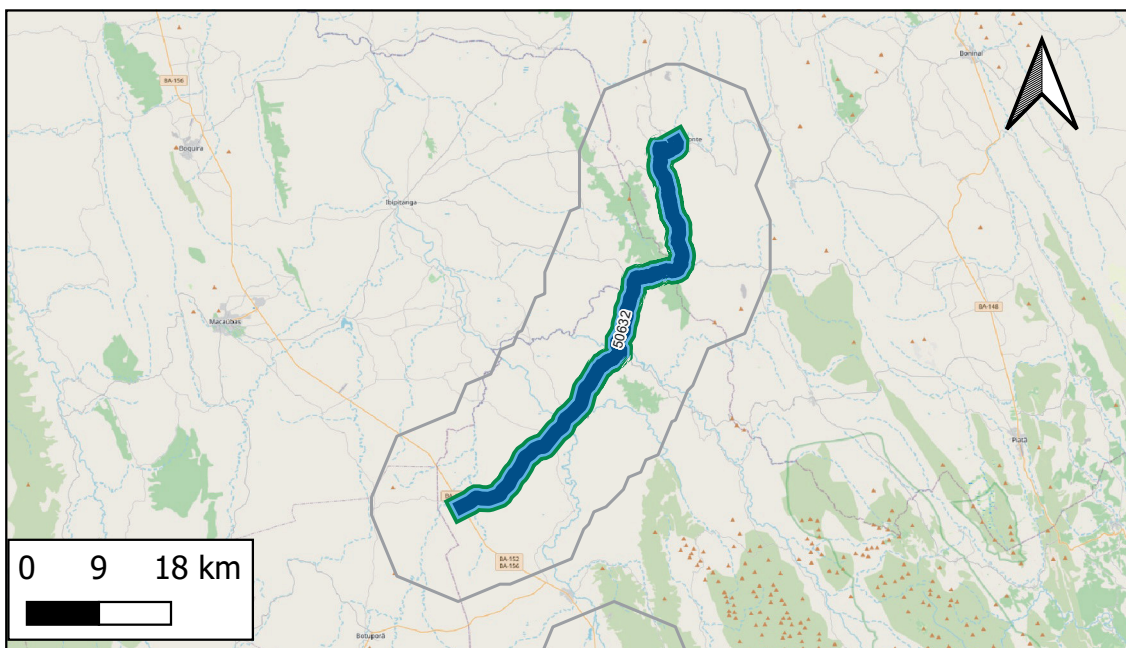 Boninal
BA-156
Boquira
onte
Ibipitanga
BA-148
Macaúbas
50632
Piatã
BA-152
BA-156
0 9 18 km
Botuporã